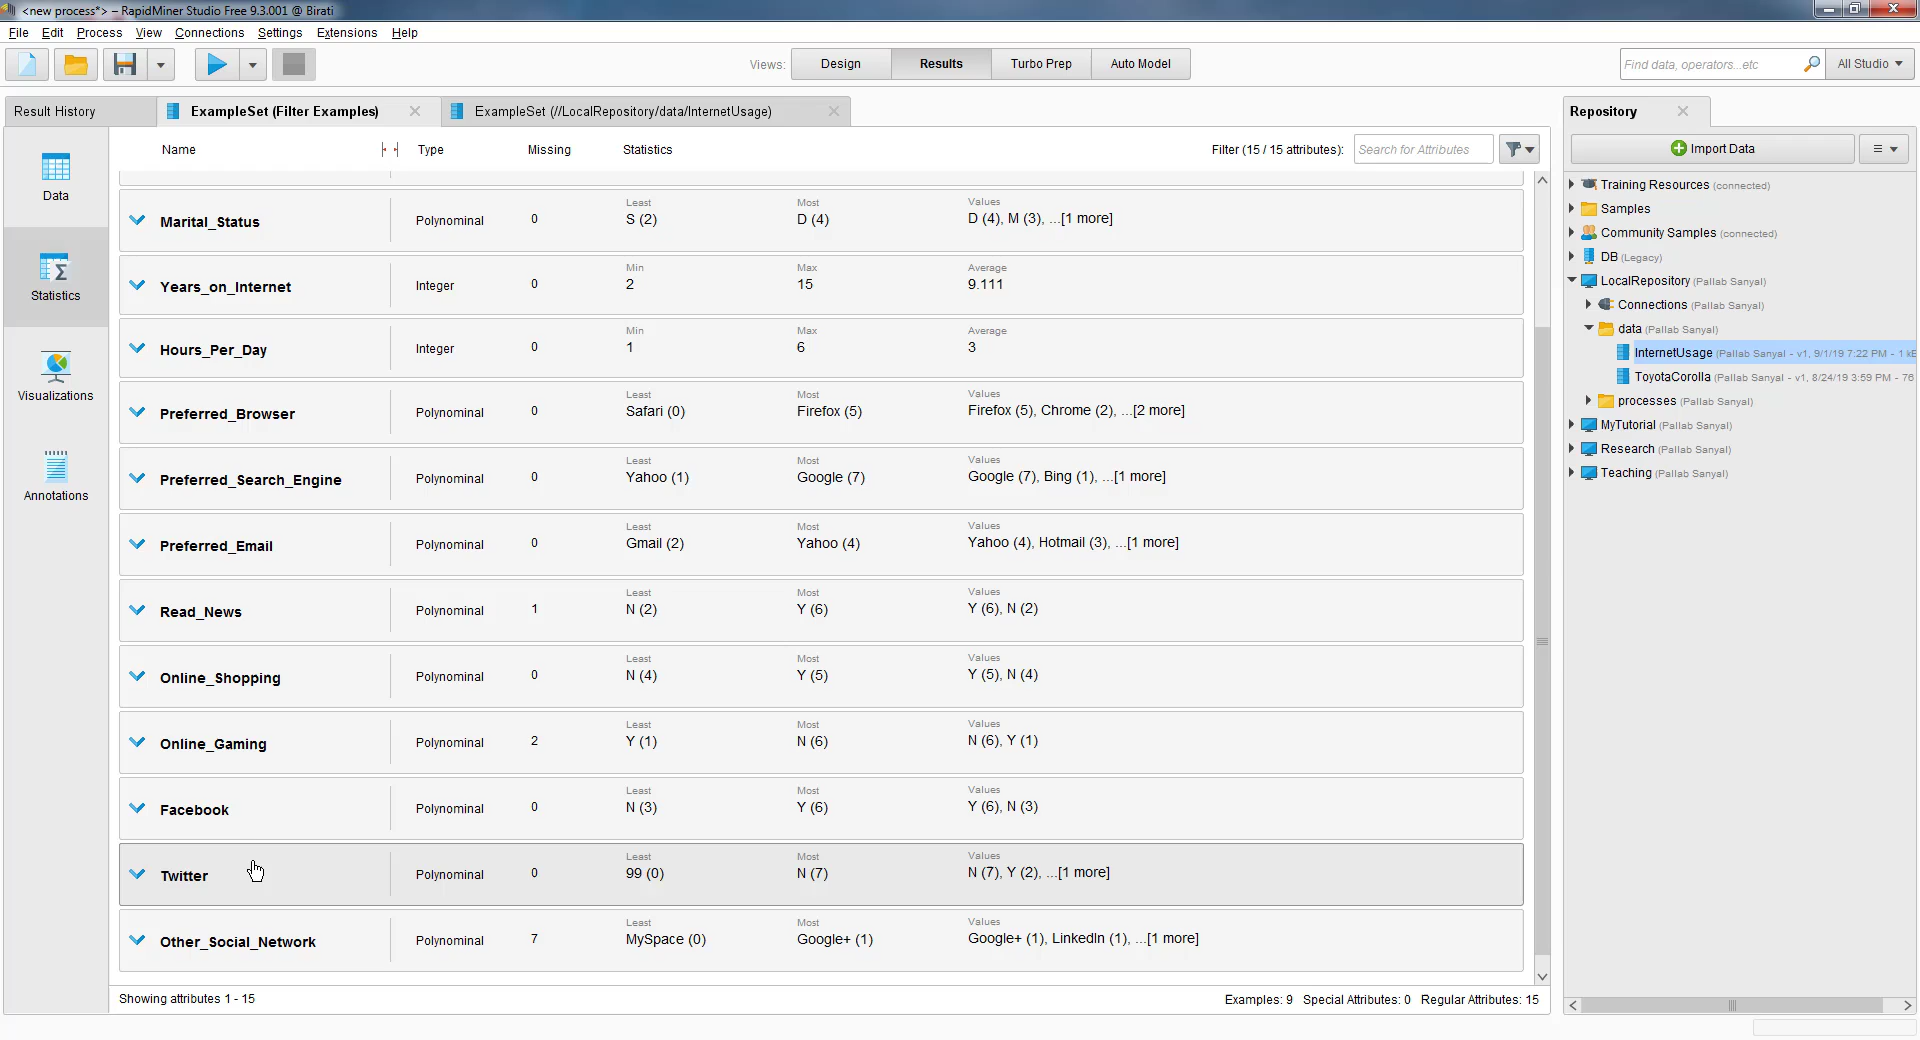 <new process*> – RapidMiner Studio Free 9.3.001 @ Birati
File Edit Process View Connections Settings Extensions Help
Views: Design Results Turbo Prep Auto Model
Find data, operators...etc All Studio
Result History ExampleSet (Filter Examples) ExampleSet (//LocalRepository/data/InternetUsage)
Name Type Missing Statistics Filter (15 / 15 attributes): Search for Attributes
Data
Statistics
Visualizations
Annotations
Least Most Values
Marital_Status Polynominal 0 S (2) D (4) D (4), M (3), ...[1 more]
Min Max Average
Years_on_Internet Integer 0 2 15 9.111
Min Max Average
Hours_Per_Day Integer 0 1 6 3
Least Most Values
Preferred_Browser Polynominal 0 Safari (0) Firefox (5) Firefox (5), Chrome (2), ...[2 more]
Least Most Values
Preferred_Search_Engine Polynominal 0 Yahoo (1) Google (7) Google (7), Bing (1), ...[1 more]
Least Most Values
Preferred_Email Polynominal 0 Gmail (2) Yahoo (4) Yahoo (4), Hotmail (3), ...[1 more]
Least Most Values
Read_News Polynominal 1 N (2) Y (6) Y (6), N (2)
Least Most Values
Online_Shopping Polynominal 0 N (4) Y (5) Y (5), N (4)
Least Most Values
Online_Gaming Polynominal 2 Y (1) N (6) N (6), Y (1)
Least Most Values
Facebook Polynominal 0 N (3) Y (6) Y (6), N (3)
Least Most Values
Twitter Polynominal 0 99 (0) N (7) N (7), Y (2), ...[1 more]
Least Most Values
Other_Social_Network Polynominal 7 MySpace (0) Google+ (1) Google+ (1), LinkedIn (1), ...[1 more]
Showing attributes 1 - 15 Examples: 9 Special Attributes: 0 Regular Attributes: 15
Repository
Import Data
Training Resources (connected)
Samples
Community Samples (connected)
DB (Legacy)
LocalRepository (Pallab Sanyal)
Connections (Pallab Sanyal)
data (Pallab Sanyal)
InternetUsage (Pallab Sanyal - v1, 9/1/19 7:22 PM - 1 kE
ToyotaCorolla (Pallab Sanyal - v1, 8/24/19 3:59 PM - 76
processes (Pallab Sanyal)
MyTutorial (Pallab Sanyal)
Research (Pallab Sanyal)
Teaching (Pallab Sanyal)